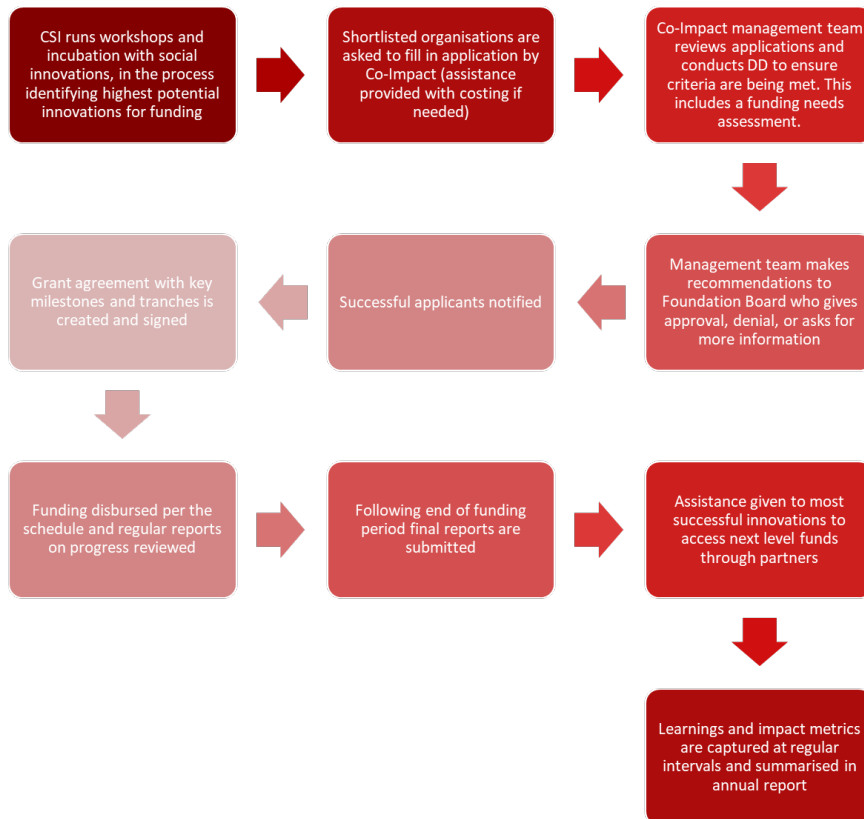 CSI runs workshops and
incubation with social
innovations, in the process
identifying highest potential
innovations for funding
Shortlisted organisations are
asked to fill in application by
Co-Impact (assistance
provided with costing if
needed)
Co-Impact management team
reviews applications and
conducts DD to ensure
criteria are being met. This
includes a funding needs
assessment.
Management team makes
recommendations to
Foundation Board who gives
approval, denial, or asks for
more information
Successful applicants notified
Grant agreement with key
milestones and tranches is
created and signed
Funding disbursed per the
schedule and regular reports
on progress reviewed
Following end of funding
period final reports are
submitted
Assistance given to most
successful innovations to
access next level funds
through partners
Learnings and impact metrics
are captured at regular
intervals and summarised in
annual report